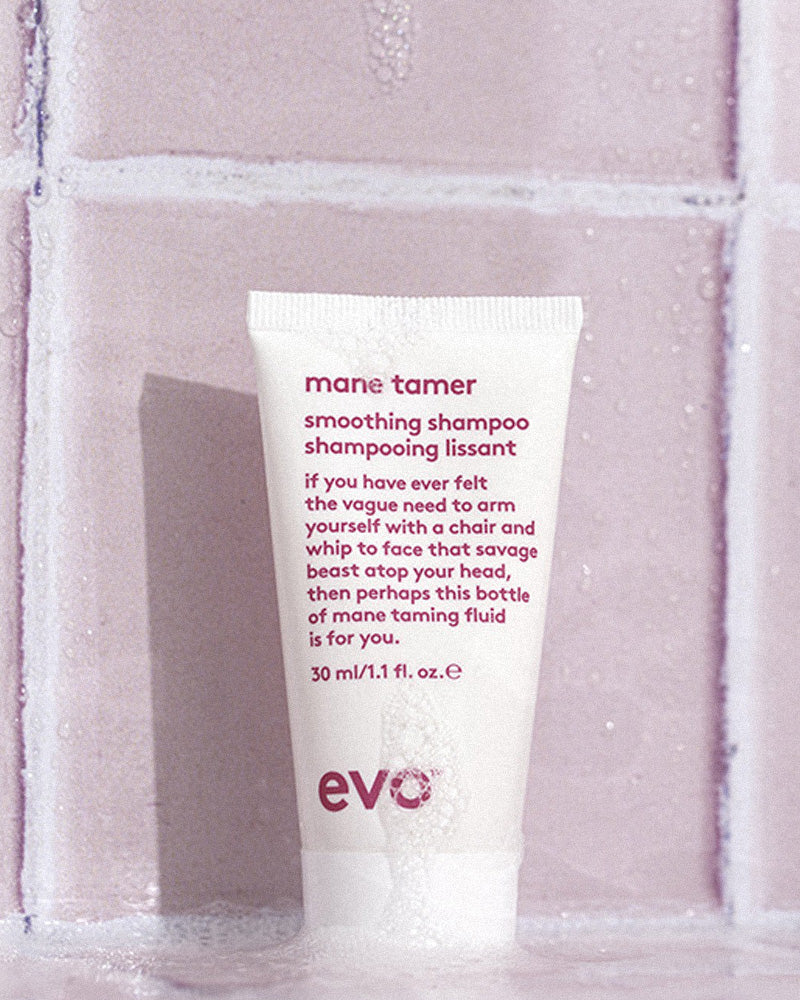 mane tamer
smoothing shampoo
shampooing lissant
if you have ever felt
the vague need to arm
yourself with a chair and
whip to face that savage
beast atop your head,
then perhaps this bottle
of mane taming fluid
is for you.
30 ml/1.1 fl. oz.℮
evo